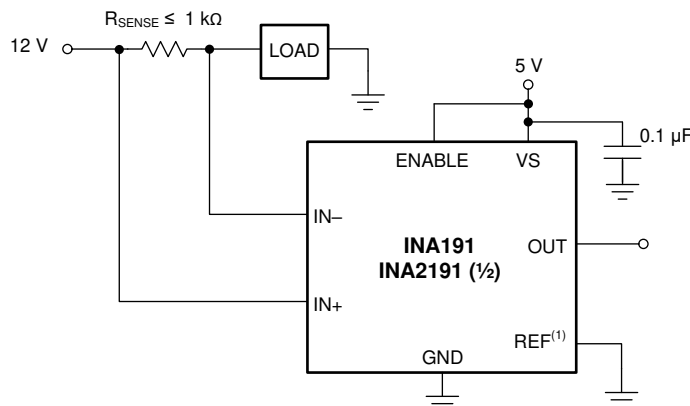 R_SENSE ≤ 1 kΩ
12 V
LOAD
5 V
0.1 µF
ENABLE
VS
IN–
INA191
INA2191 (½)
OUT
IN+
REF(1)
GND